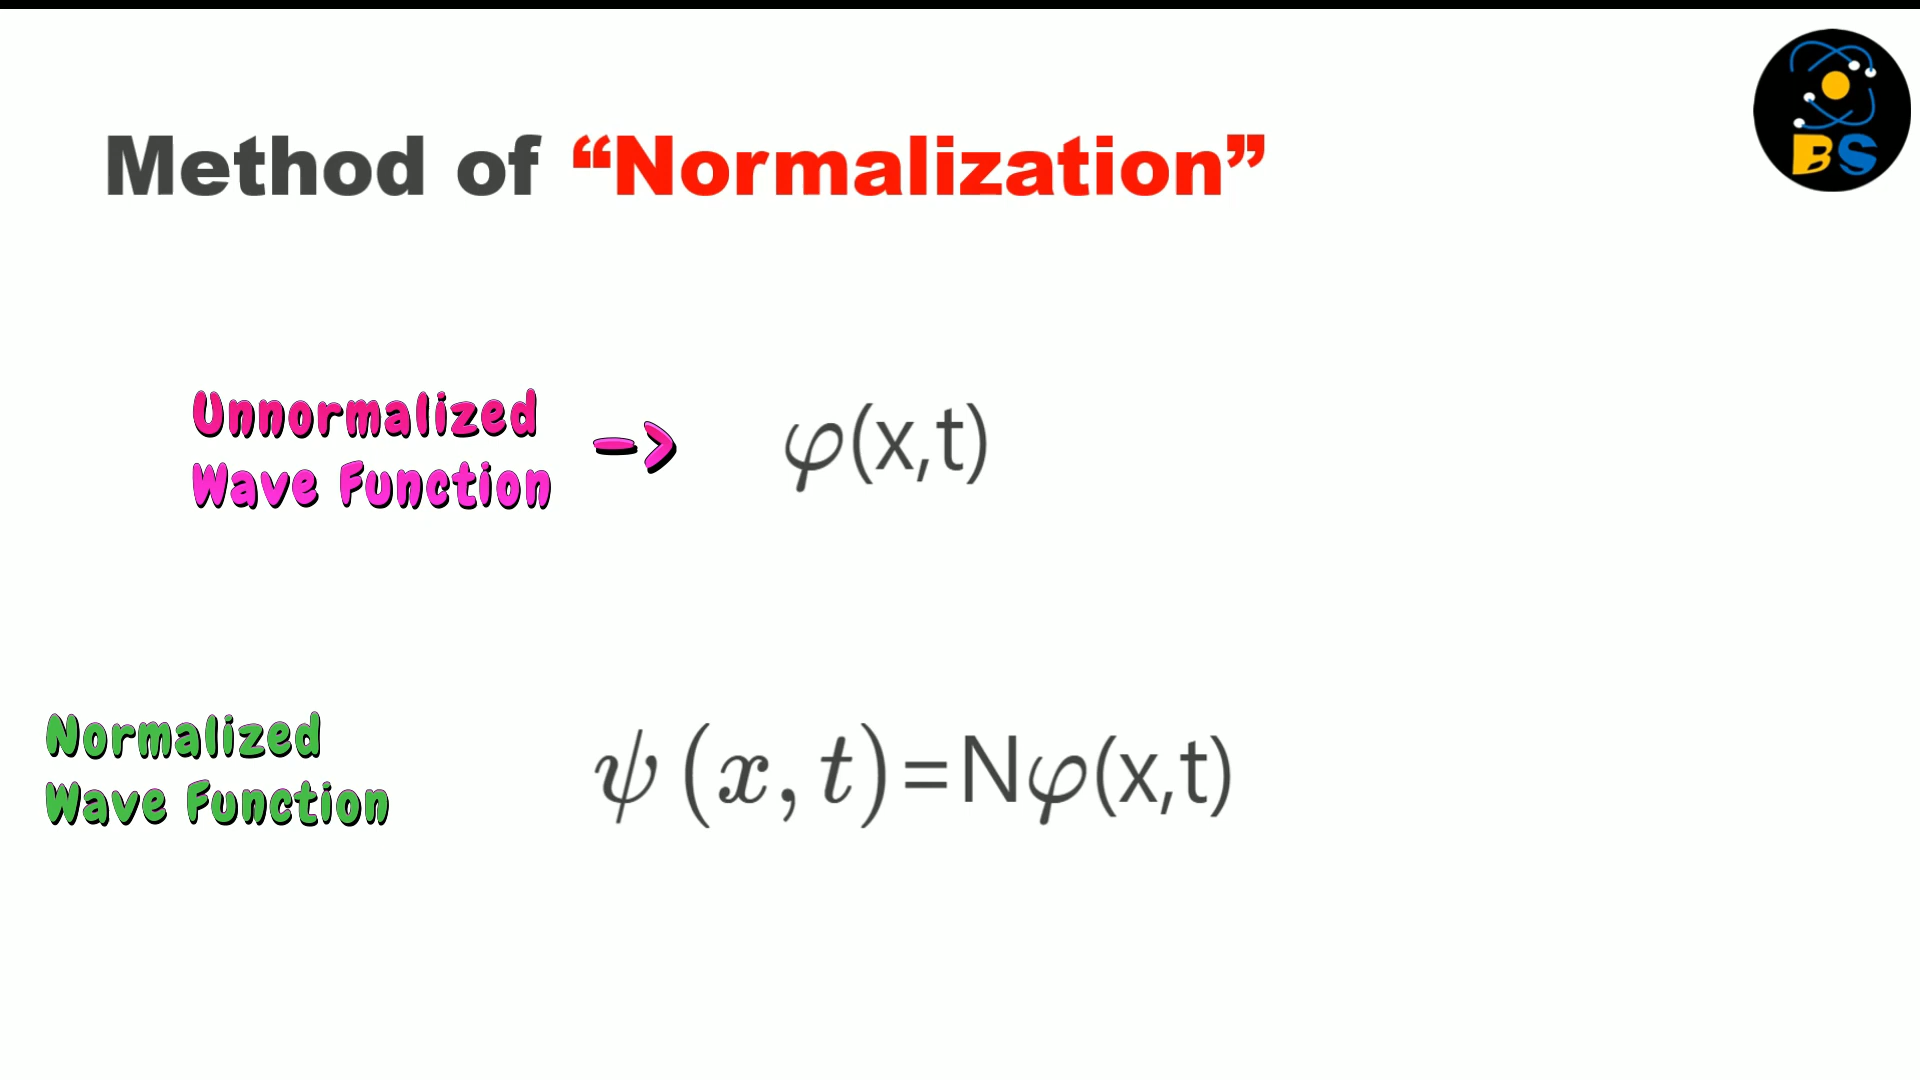 Method of “Normalization”
BS
Unnormalized
Wave Function
->
φ(x,t)
Normalized
Wave Function
ψ(x,t)=Nφ(x,t)